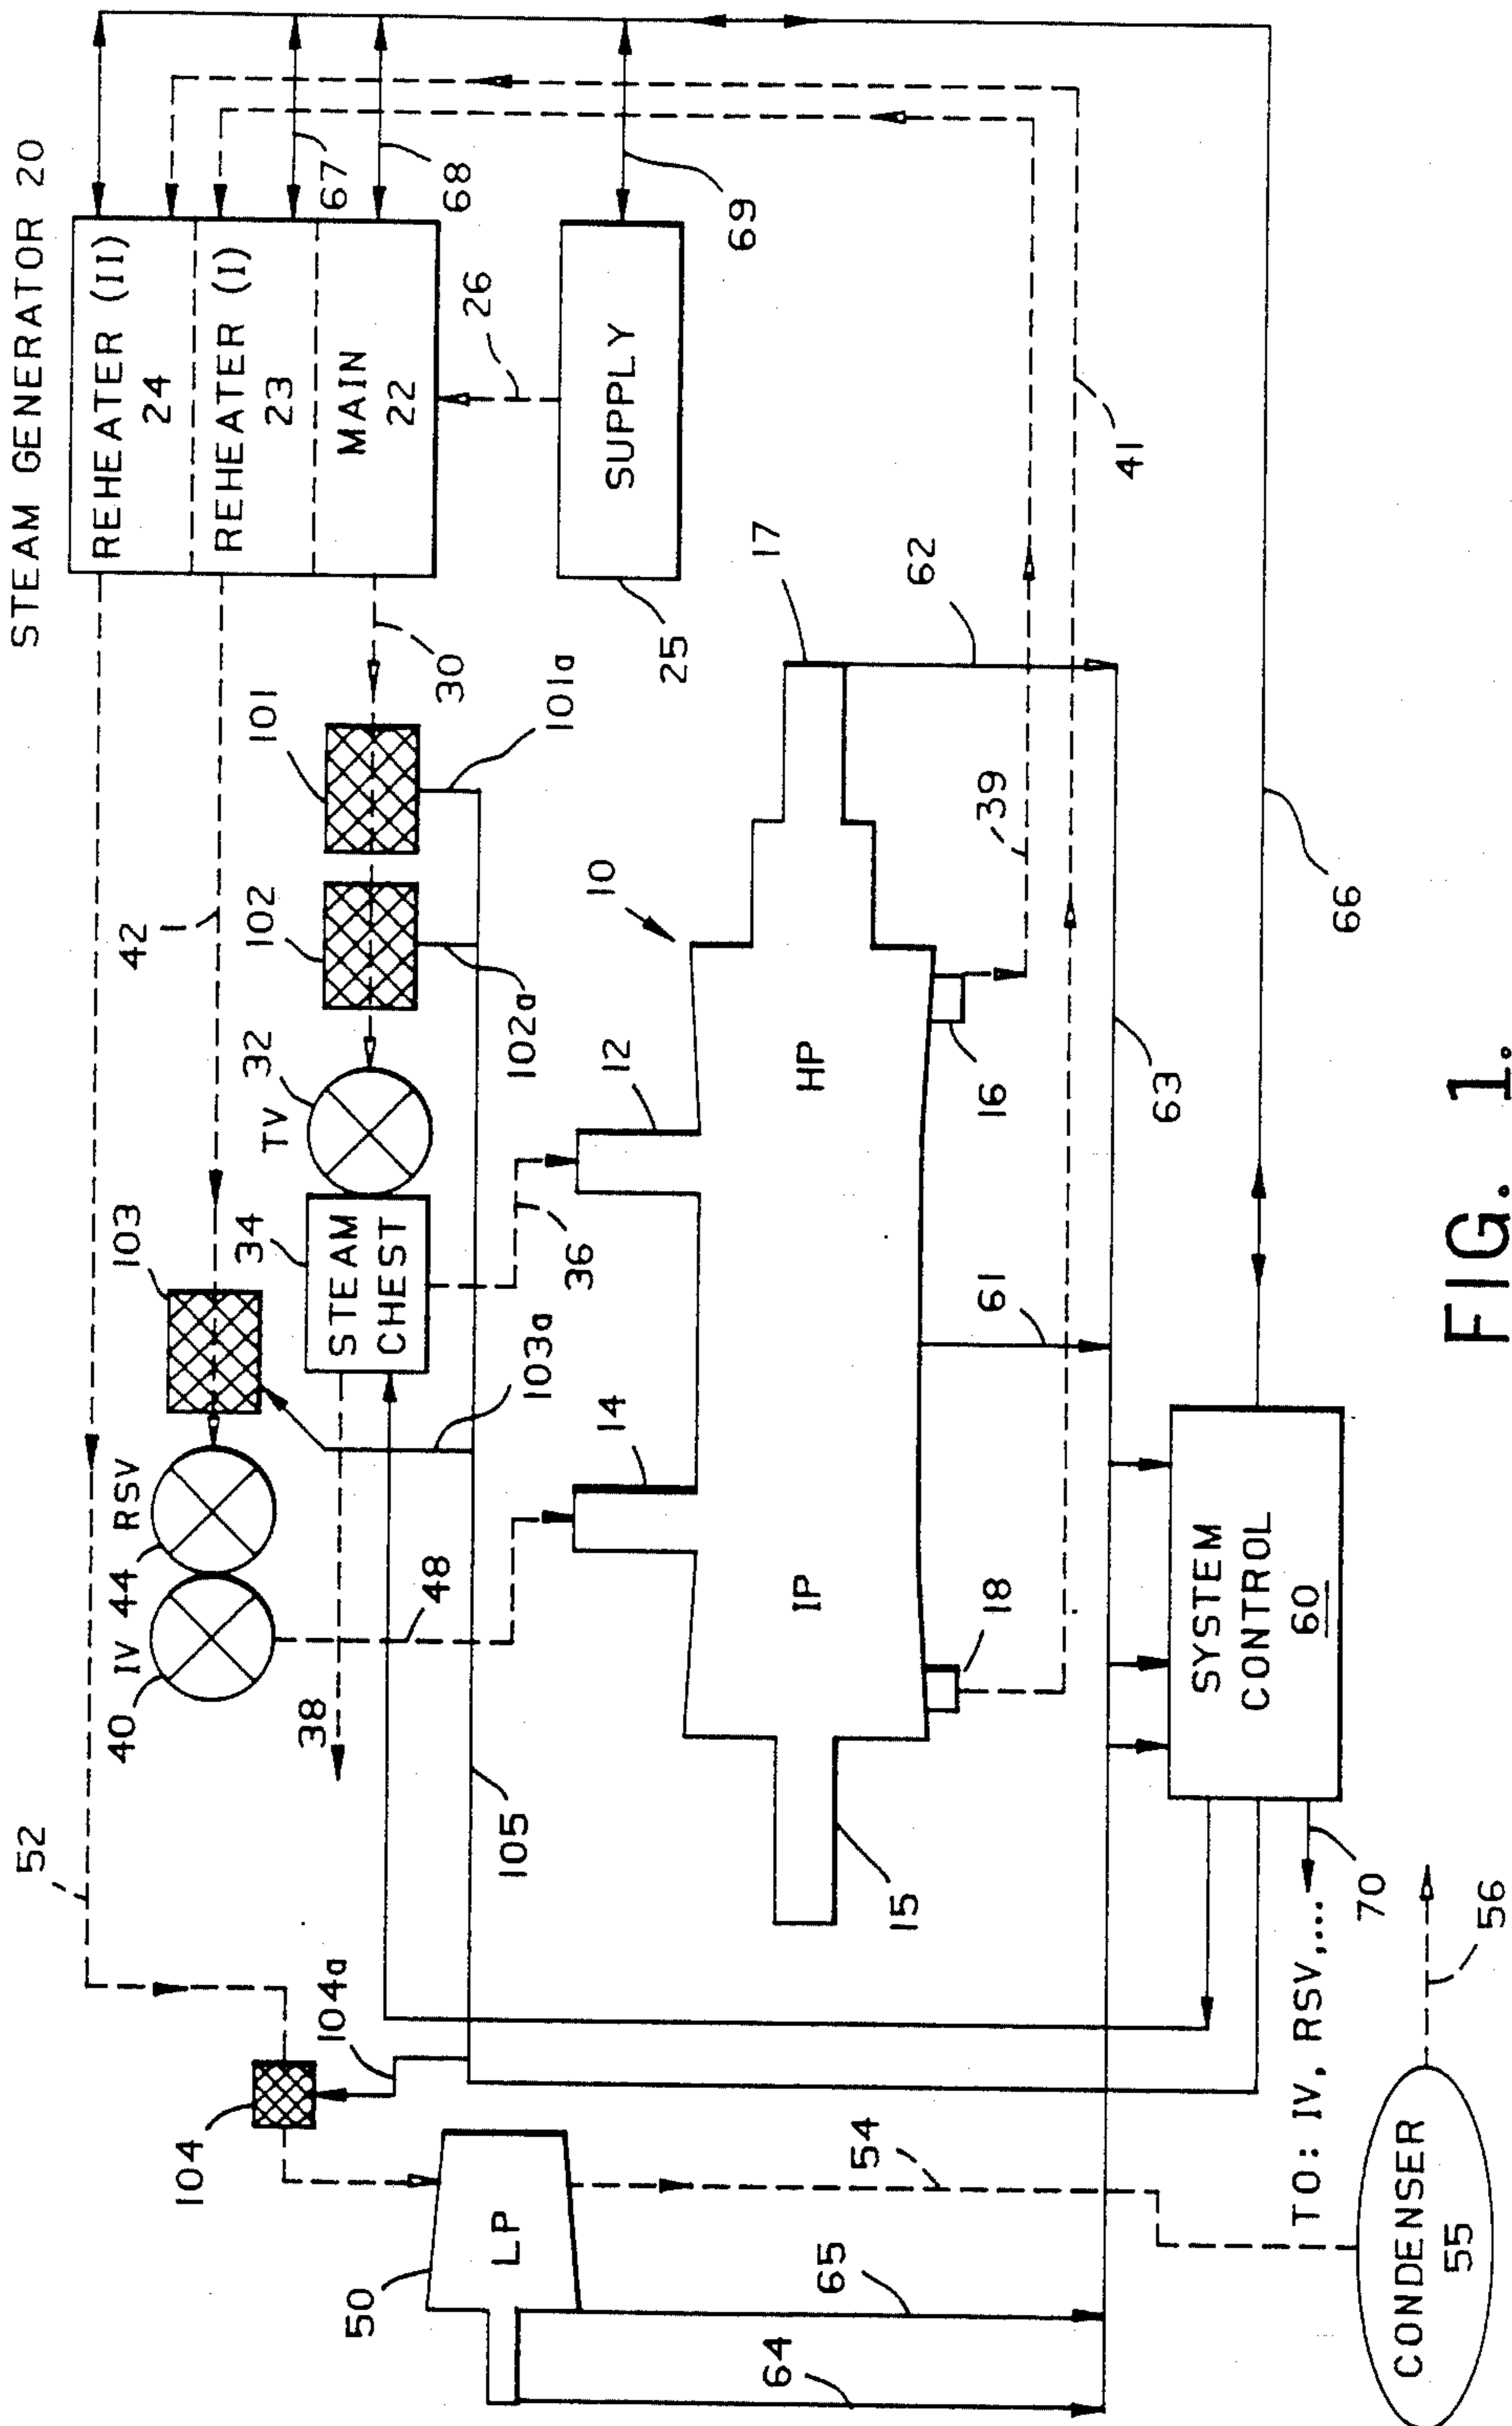 STEAM GENERATOR 20
REHEATER (II)
24
REHEATER (I)
23
MAIN
22
67
68
26
SUPPLY
25
69
30
101
101a
102
102a
42
32
TV
34
STEAM
CHEST
36
38
103
103a
RSV
44
IV
40
48
52
104
104a
105
10
12
14
HP
IP
15
16
17
18
39
41
61
62
63
66
50
LP
64
65
54
SYSTEM
CONTROL
60
70
TO: IV, RSV,...
CONDENSER
55
56
FIG. 1.